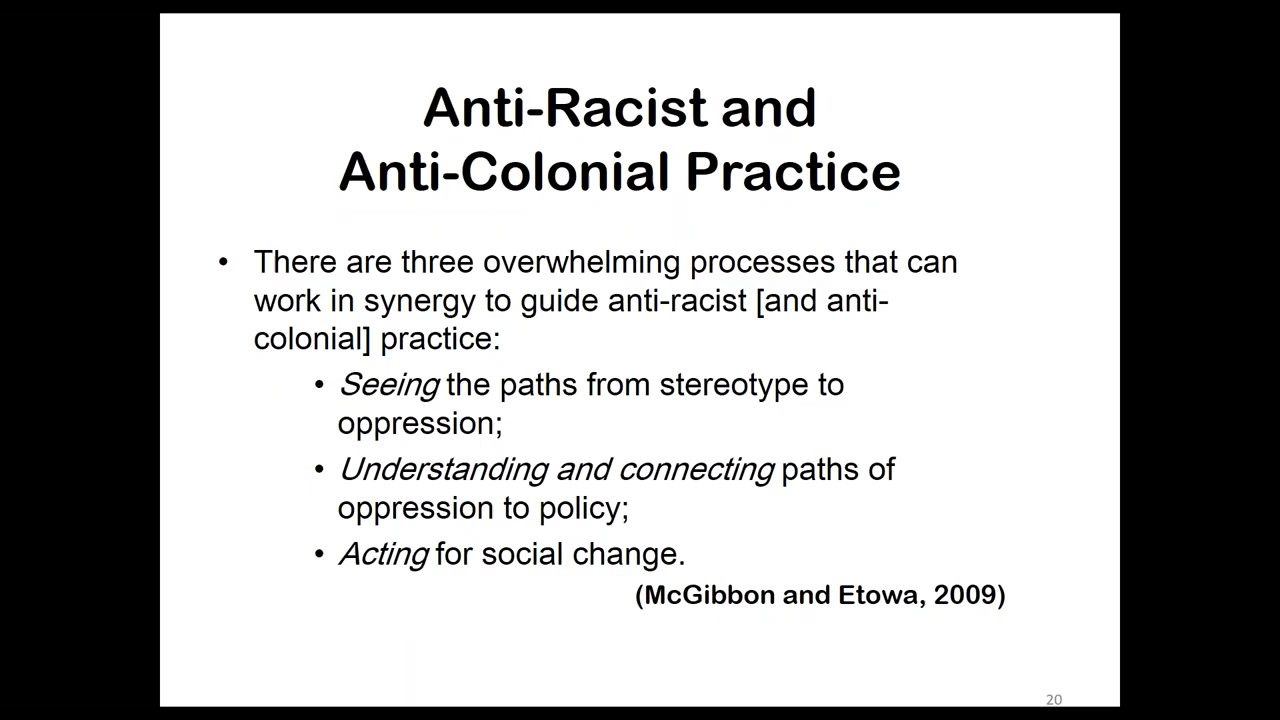 Anti-Racist and
Anti-Colonial Practice
• There are three overwhelming processes that can
work in synergy to guide anti-racist [and anti-
colonial] practice:
• Seeing the paths from stereotype to
oppression;
• Understanding and connecting paths of
oppression to policy;
• Acting for social change.
(McGibbon and Etowa, 2009)
20